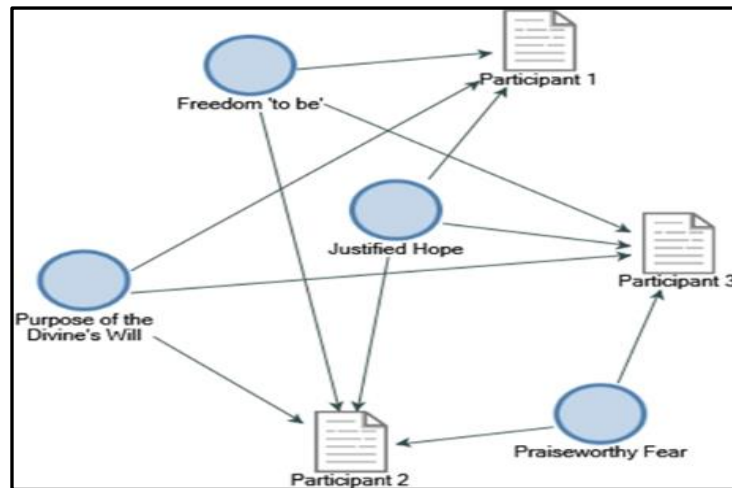 Participant 1
Freedom 'to be'
Justified Hope
Participant 3
Purpose of the
Divine's Will
Praiseworthy Fear
Participant 2